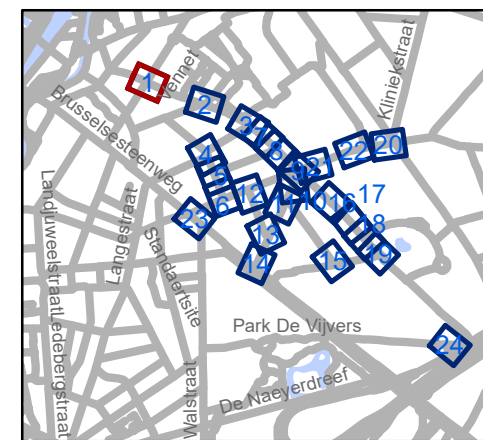 1
Vennet
Kliniekstraat
2
Brusselsesteenweg
3
8
4
5
6
9
21
22
20
12
11
10
16
17
18
19
13
14
15
23
Landjuweelstraat
Langestraat
Standaertsite
Ledebergstraat
Walstraat
Park De Vijvers
De Naeyerdreef
24